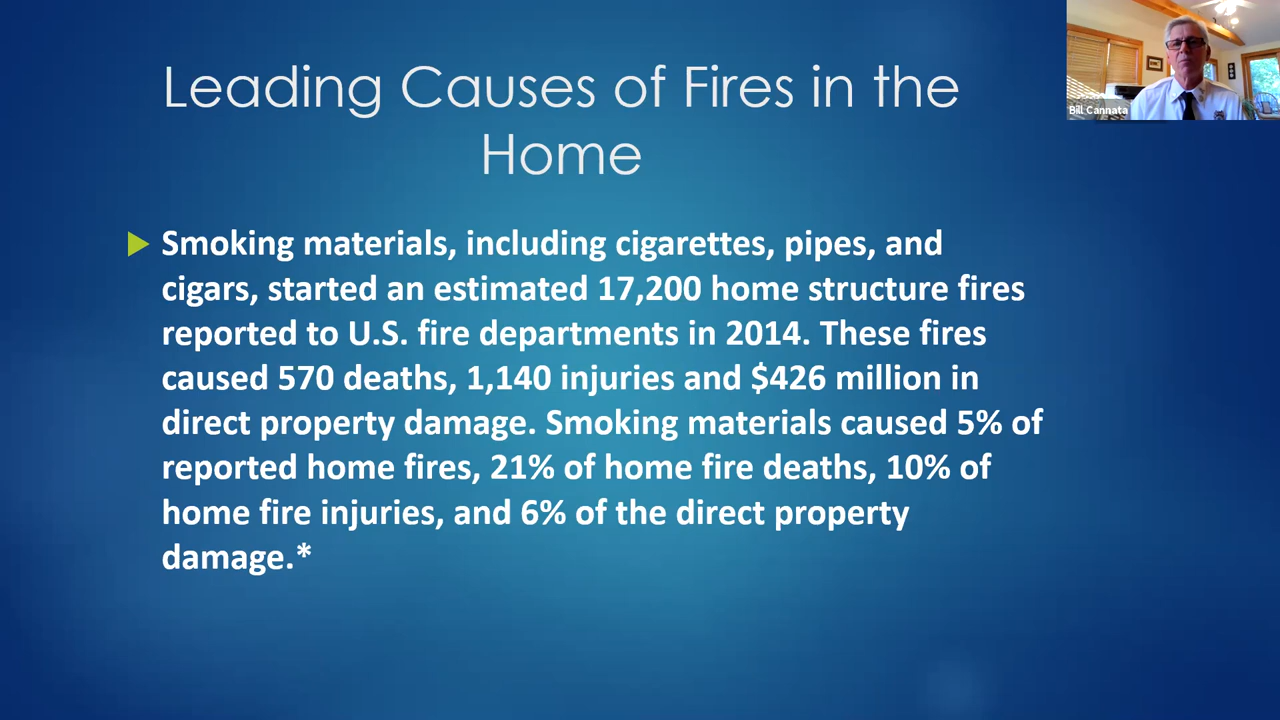 Leading Causes of Fires in the
Home
Bill Cannata
Smoking materials, including cigarettes, pipes, and
cigars, started an estimated 17,200 home structure fires
reported to U.S. fire departments in 2014. These fires
caused 570 deaths, 1,140 injuries and $426 million in
direct property damage. Smoking materials caused 5% of
reported home fires, 21% of home fire deaths, 10% of
home fire injuries, and 6% of the direct property
damage.*